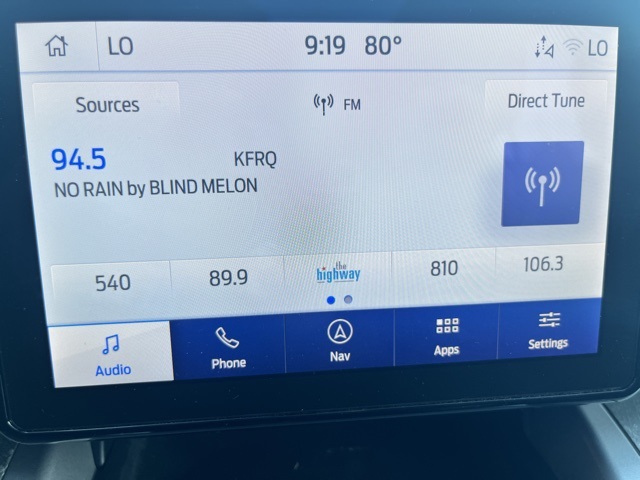 LO 9:19 80° LO
Sources FM Direct Tune
94.5 KFRQ
NO RAIN by BLIND MELON
540 89.9 the highway 810 106.3
Audio Phone Nav Apps Settings